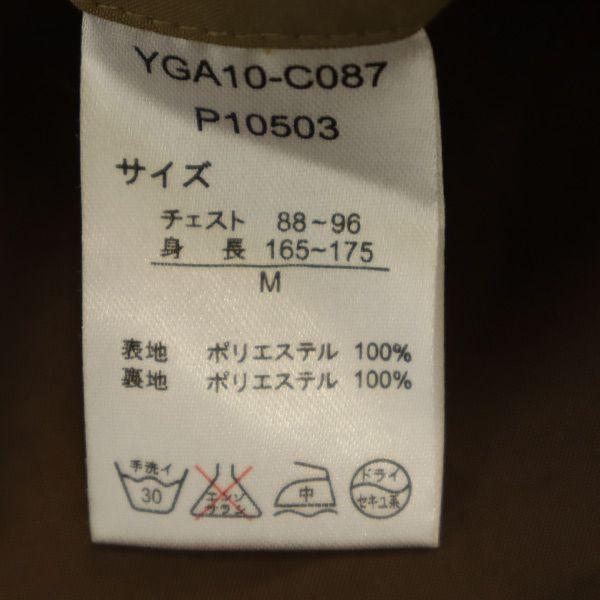 YGA10-C087
P10503
サイズ
チェスト 88~96
身 長 165~175
M
表地 ポリエステル 100%
裏地 ポリエステル 100%
手洗イ
30
エンソ
サラシ
中
ドライ
セキユ系